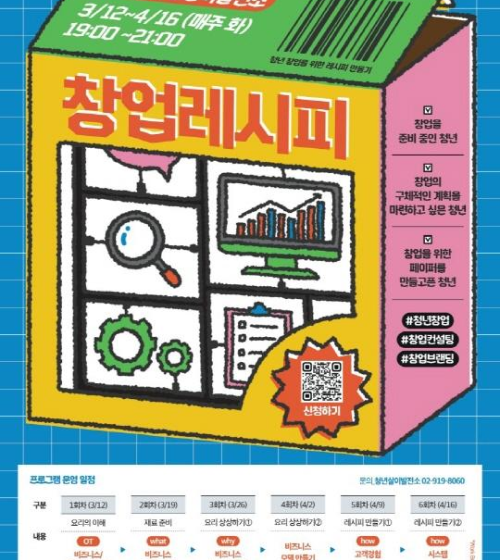 3/12~4/16 (매주 화)
19:00 ~21:00
청년 창업을 위한 레시피 만들기
창업레시피
창업을
준비 중인 청년
창업의
구체적인 계획을
마련하고 싶은 청년
창업을 위한
페이퍼를
만들고픈 청년
#청년창업
#창업컨설팅
#창업브랜딩
신청하기
프로그램 운영 일정
문의_청년살이발전소 02-919-8060
구분 1회차 (3/12) 2회차 (3/19) 3회차 (3/26) 4회차 (4/2) 5회차 (4/9) 6회차 (4/16)
요리의 이해 재료 준비 요리 상상하기① 요리 상상하기② 레시피 만들기① 레시피 만들기②
내용
OT what why how how
비즈니스/ 비즈니스 비즈니스 비즈니스 고객경험 시스템